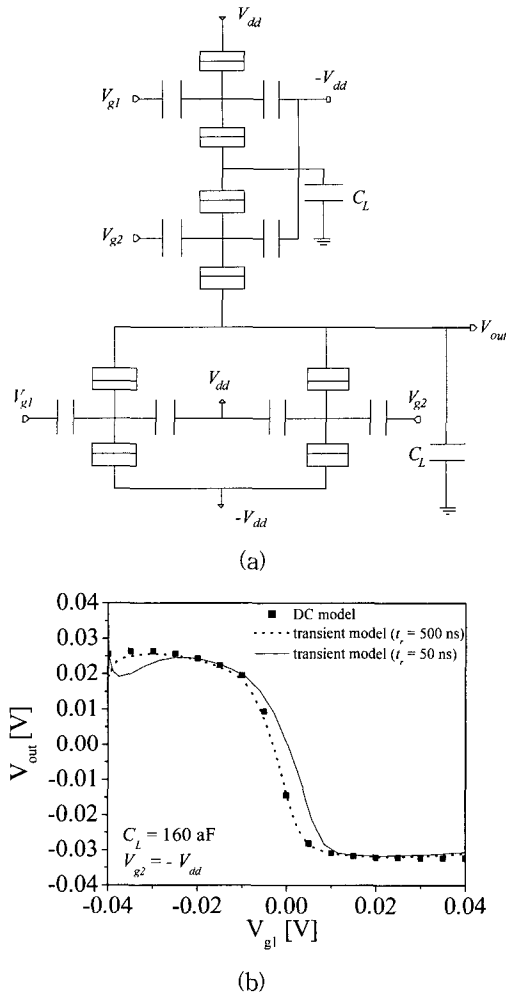 V_dd
V_g1
-V_dd
C_L
V_g2
V_out
V_g1
V_dd
V_g2
C_L
-V_dd
(a)
0.04
0.03
0.02
0.01
0.00
-0.01
-0.02
-0.03
-0.04
V_out [V]
DC model
transient model (t_r = 500 ns)
transient model (t_r = 50 ns)
C_L = 160 aF
V_g2 = - V_dd
-0.04 -0.02 0.00 0.02 0.04
V_g1 [V]
(b)